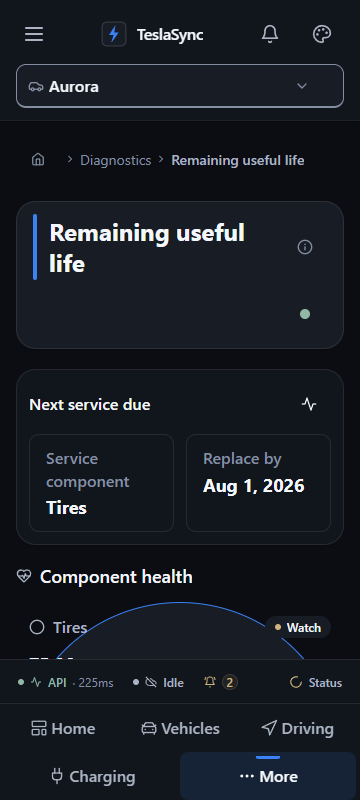 TeslaSync
Aurora
Diagnostics Remaining useful life
Remaining useful
life
Next service due
Service
component
Tires
Replace by
Aug 1, 2026
Component health
Tires
Watch
API · 225ms Idle 2 Status
Home Vehicles Driving
Charging More